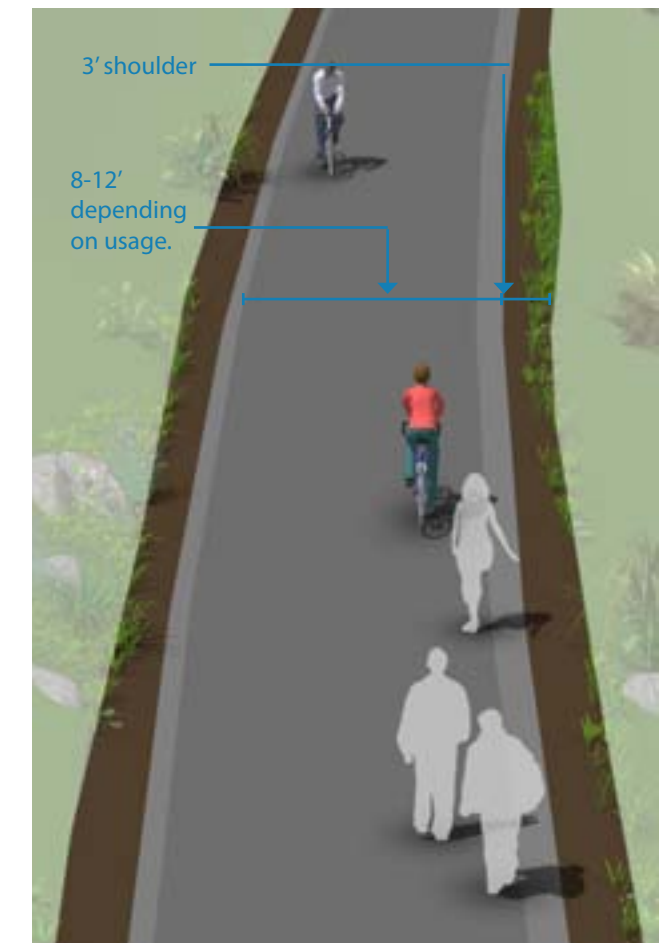 3’ shoulder
8-12’
depending
on usage.